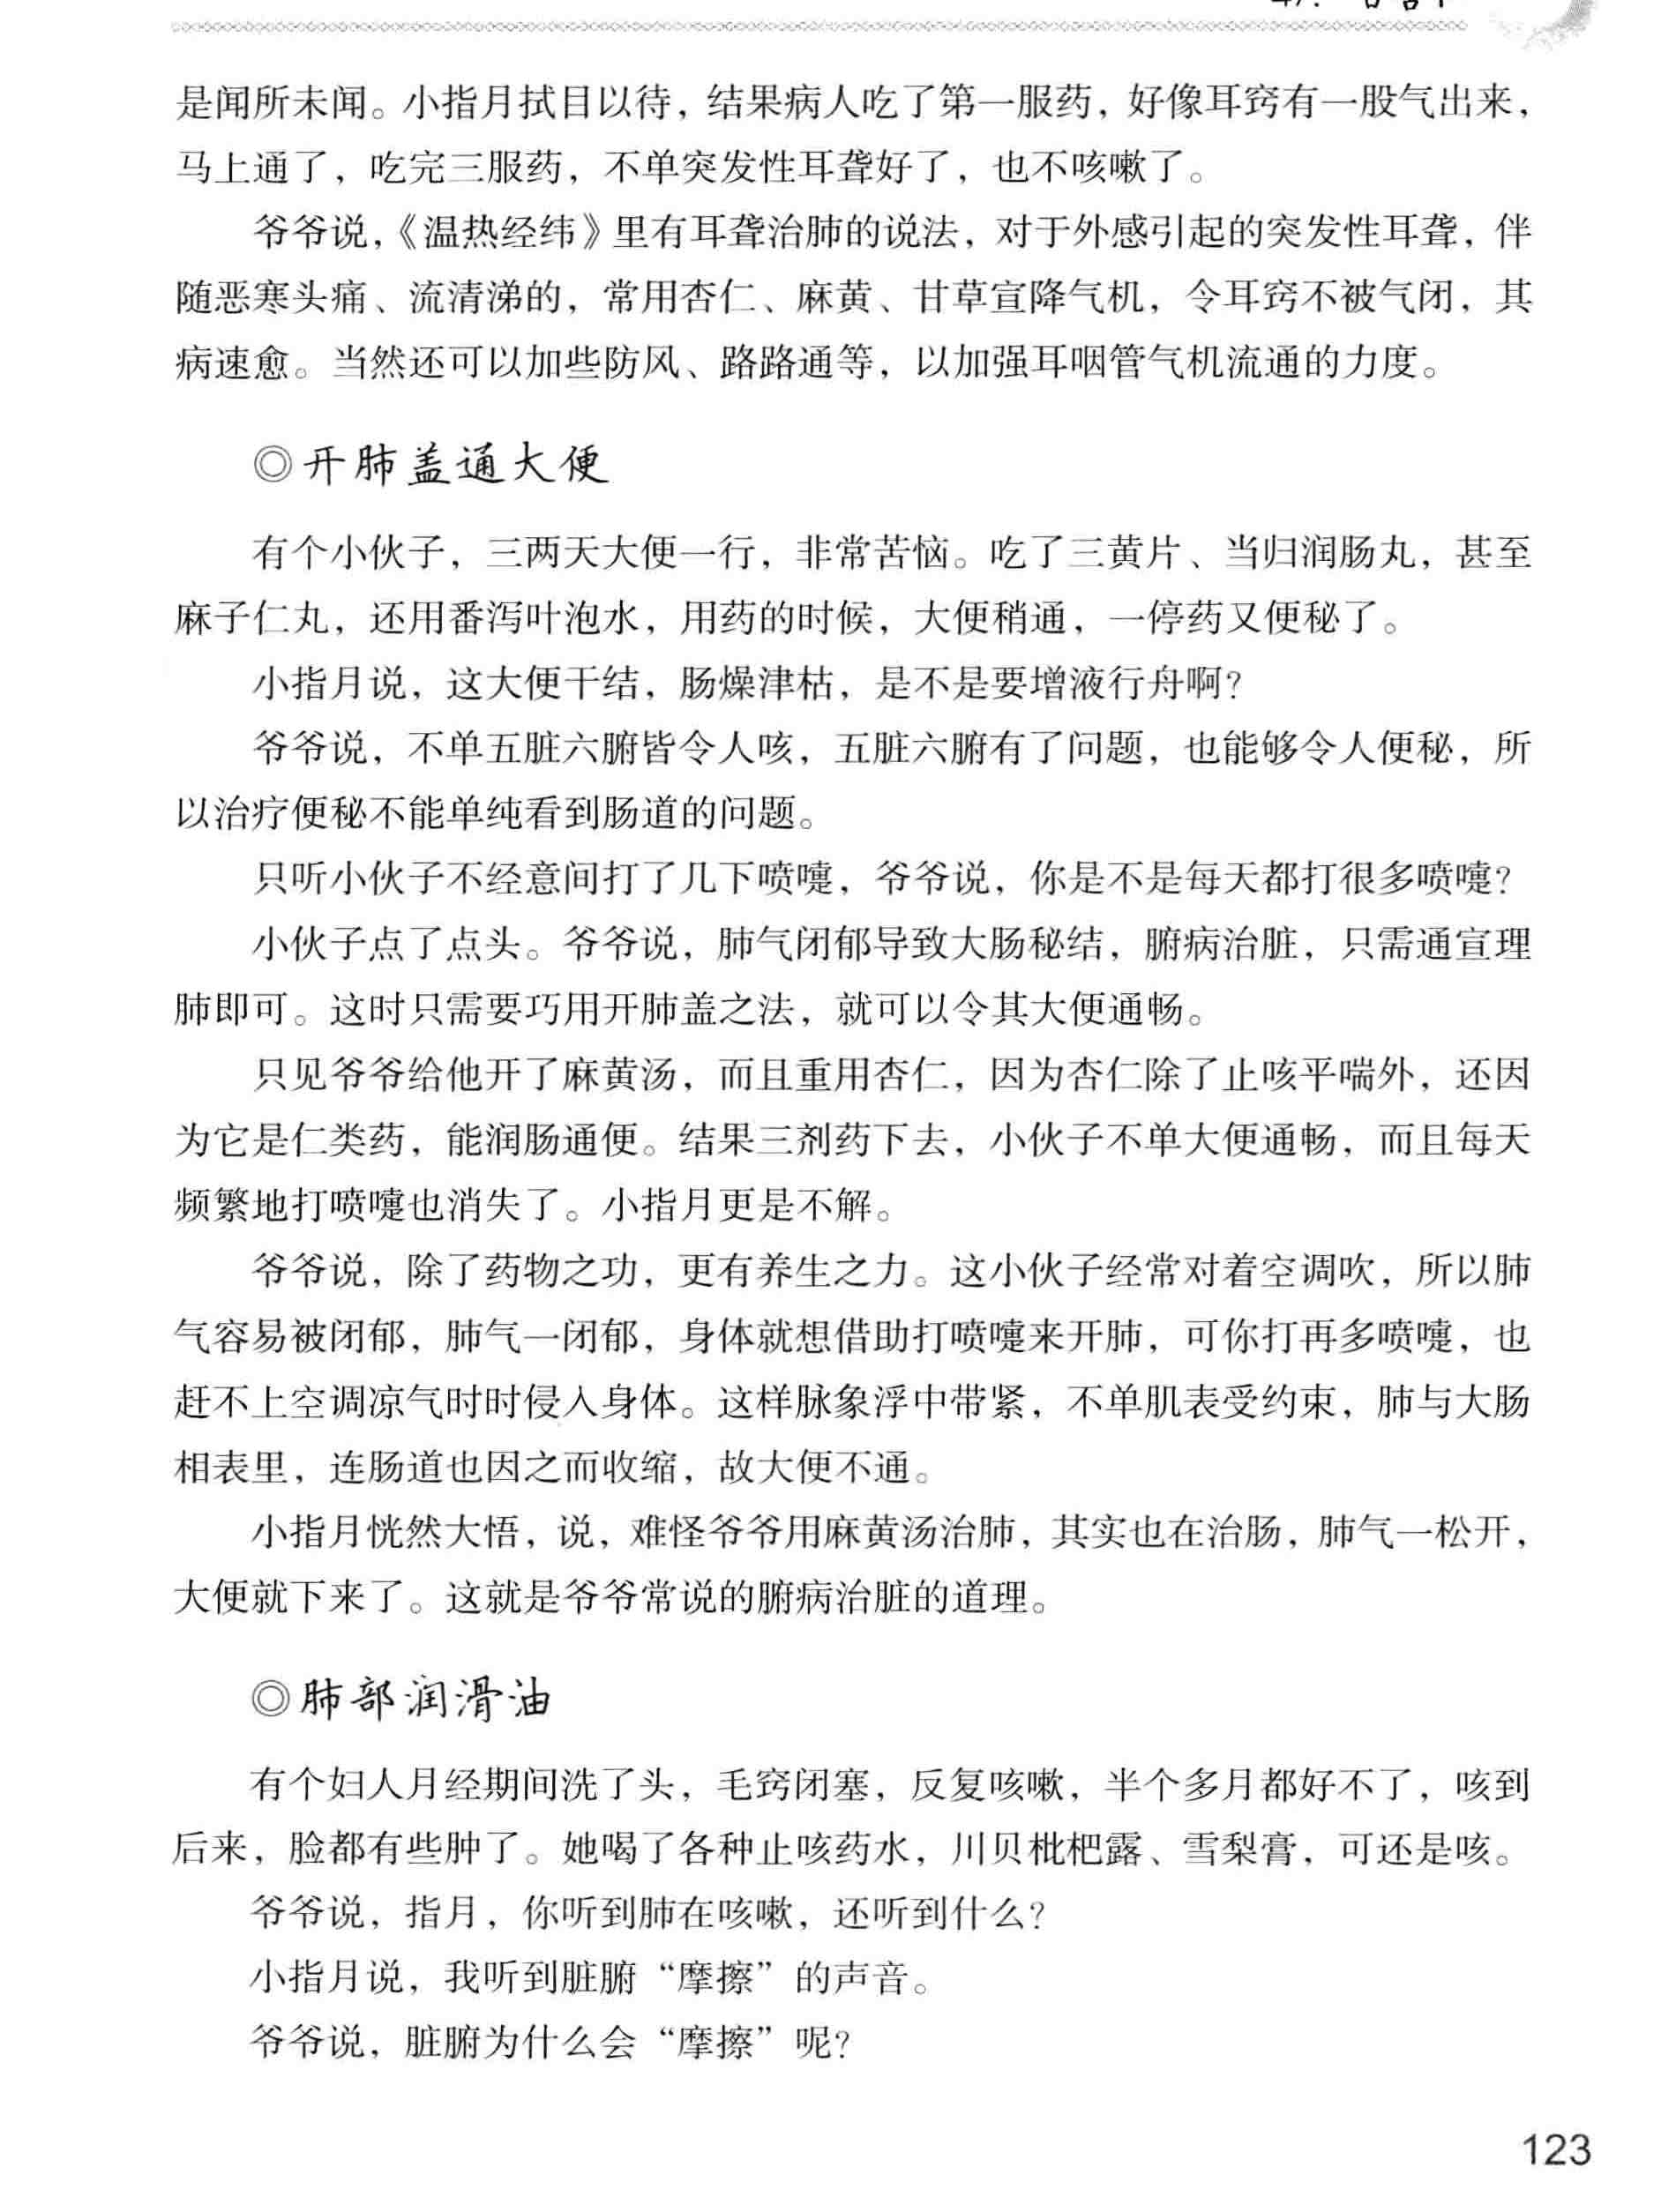 是闻所未闻。小指月拭目以待，结果病人吃了第一服药，好像耳窍有一股气出来，
马上通了，吃完三服药，不单突发性耳聋好了，也不咳嗽了。
爷爷说，《温热经纬》里有耳聋治肺的说法，对于外感引起的突发性耳聋，伴
随恶寒头痛、流清涕的，常用杏仁、麻黄、甘草宣降气机，令耳窍不被气闭，其
病速愈。当然还可以加些防风、路路通等，以加强耳咽管气机流通的力度。
◎开肺盖通大便
有个小伙子，三两天大便一行，非常苦恼。吃了三黄片、当归润肠丸，甚至
麻子仁丸，还用番泻叶泡水，用药的时候，大便稍通，一停药又便秘了。
小指月说，这大便干结，肠燥津枯，是不是要增液行舟啊？
爷爷说，不单五脏六腑皆令人咳，五脏六腑有了问题，也能够令人便秘，所
以治疗便秘不能单纯看到肠道的问题。
只听小伙子不经意间打了几下喷嚏，爷爷说，你是不是每天都打很多喷嚏？
小伙子点了点头。爷爷说，肺气闭郁导致大肠秘结，腑病治脏，只需通宣理
肺即可。这时只需要巧用开肺盖之法，就可以令其大便通畅。
只见爷爷给他开了麻黄汤，而且重用杏仁，因为杏仁除了止咳平喘外，还因
为它是仁类药，能润肠通便。结果三剂药下去，小伙子不单大便通畅，而且每天
频繁地打喷嚏也消失了。小指月更是不解。
爷爷说，除了药物之功，更有养生之力。这小伙子经常对着空调吹，所以肺
气容易被闭郁，肺气一闭郁，身体就想借助打喷嚏来开肺，可你打再多喷嚏，也
赶不上空调凉气时时侵入身体。这样脉象浮中带紧，不单肌表受约束，肺与大肠
相表里，连肠道也因之而收缩，故大便不通。
小指月恍然大悟，说，难怪爷爷用麻黄汤治肺，其实也在治肠，肺气一松开，
大便就下来了。这就是爷爷常说的腑病治脏的道理。
◎肺部润滑油
有个妇人月经期间洗了头，毛窍闭塞，反复咳嗽，半个多月都好不了，咳到
后来，脸都有些肿了。她喝了各种止咳药水，川贝枇杷露、雪梨膏，可还是咳。
爷爷说，指月，你听到肺在咳嗽，还听到什么？
小指月说，我听到脏腑“摩擦”的声音。
爷爷说，脏腑为什么会“摩擦”呢？
123